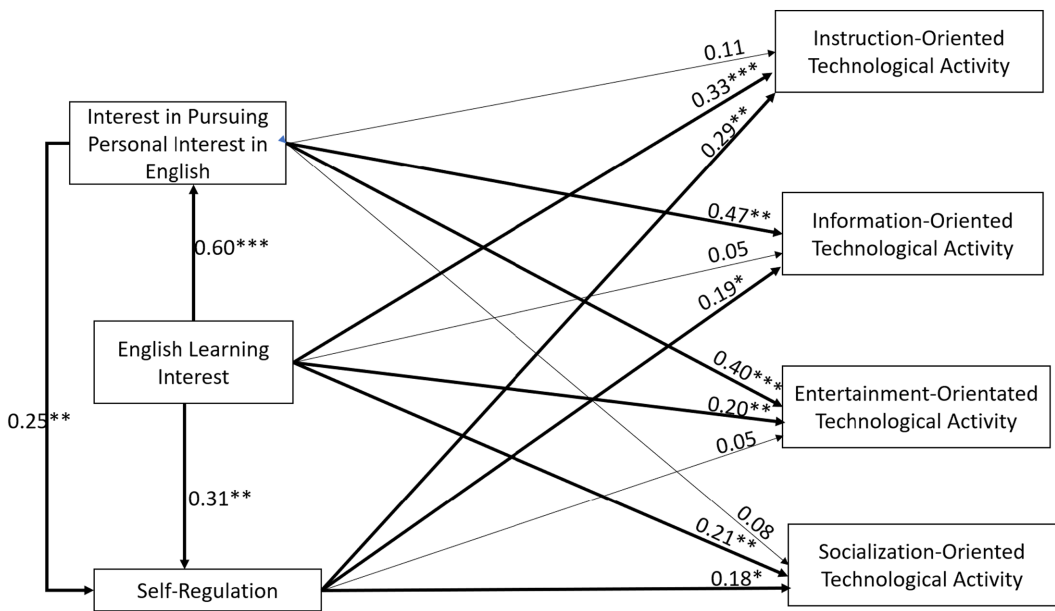 Instruction-Oriented
Technological Activity
0.11
0.33***
0.29**
Interest in Pursuing
Personal Interest in
English
0.47**
Information-Oriented
Technological Activity
0.60***
0.05
0.19*
English Learning
Interest
0.40***
Entertainment-Orientated
Technological Activity
0.20**
0.25**
0.05
0.31**
0.08
0.21**
Socialization-Oriented
Technological Activity
0.18*
Self-Regulation